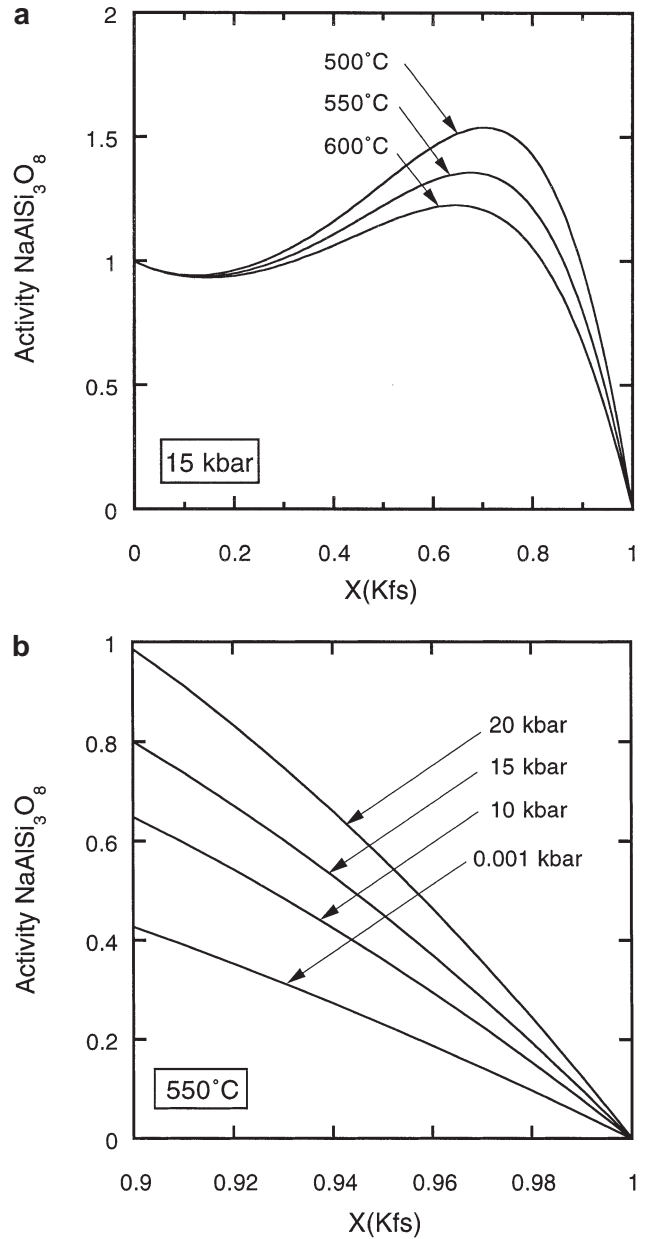 a
2
1.5
1
0.5
0
Activity NaAlSi3O8
500˚C
550˚C
600˚C
15 kbar
0 0.2 0.4 0.6 0.8 1
X(Kfs)
b
1
0.8
0.6
0.4
0.2
0
Activity NaAlSi3O8
20 kbar
15 kbar
10 kbar
0.001 kbar
550˚C
0.9 0.92 0.94 0.96 0.98 1
X(Kfs)